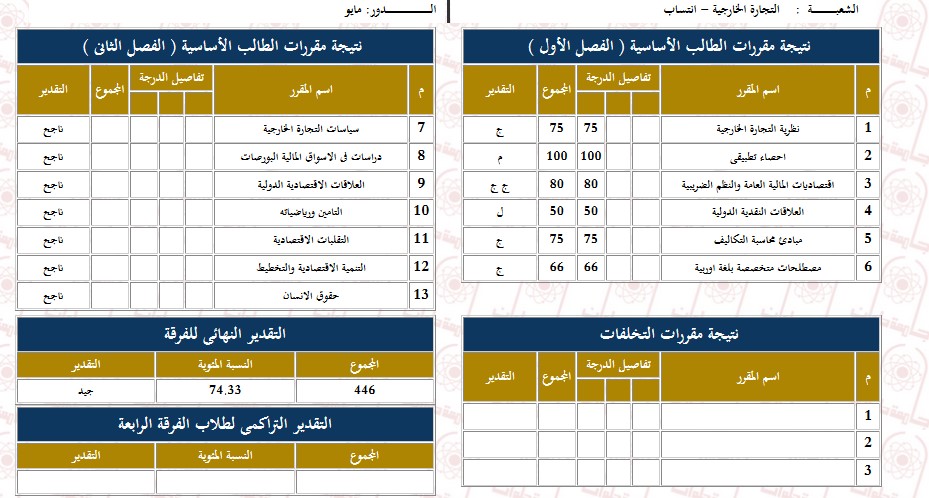 الشعبـــــــة : التجارة الخارجية – انتساب
الـــــــــــدور: مايو
نتيجة مقررات الطالب الأساسية ( الفصل الأول )
م اسم المقرر تفاصيل الدرجة المجموع التقدير
1 نظرية التجارة الخارجية 75 75 ج
2 احصاء تطبيقى 100 100 م
3 اقتصاديات المالية العامة والنظم الضريبية 80 80 ج ج
4 العلاقات النقدية الدولية 50 50 ل
5 مبادئ محاسبة التكاليف 75 75 ج
6 مصطلحات متخصصة بلغة اوربية 66 66 ج
نتيجة مقررات الطالب الأساسية ( الفصل الثانى )
م اسم المقرر تفاصيل الدرجة المجموع التقدير
7 سياسات التجارة الخارجية ناجح
8 دراسات فى الاسواق المالية البورصات ناجح
9 العلاقات الاقتصادية الدولية ناجح
10 التامين ورياضياته ناجح
11 التقلبات الاقتصادية ناجح
12 التنمية الاقتصادية والتخطيط ناجح
13 حقوق الانسان ناجح
نتيجة مقررات التخلفات
م اسم المقرر تفاصيل الدرجة المجموع التقدير
1
2
3
التقدير النهائى للفرقة
المجموع النسبة المئوية التقدير
446 74.33 جيد
التقدير التراكمى لطلاب الفرقة الرابعة
المجموع النسبة المئوية التقدير